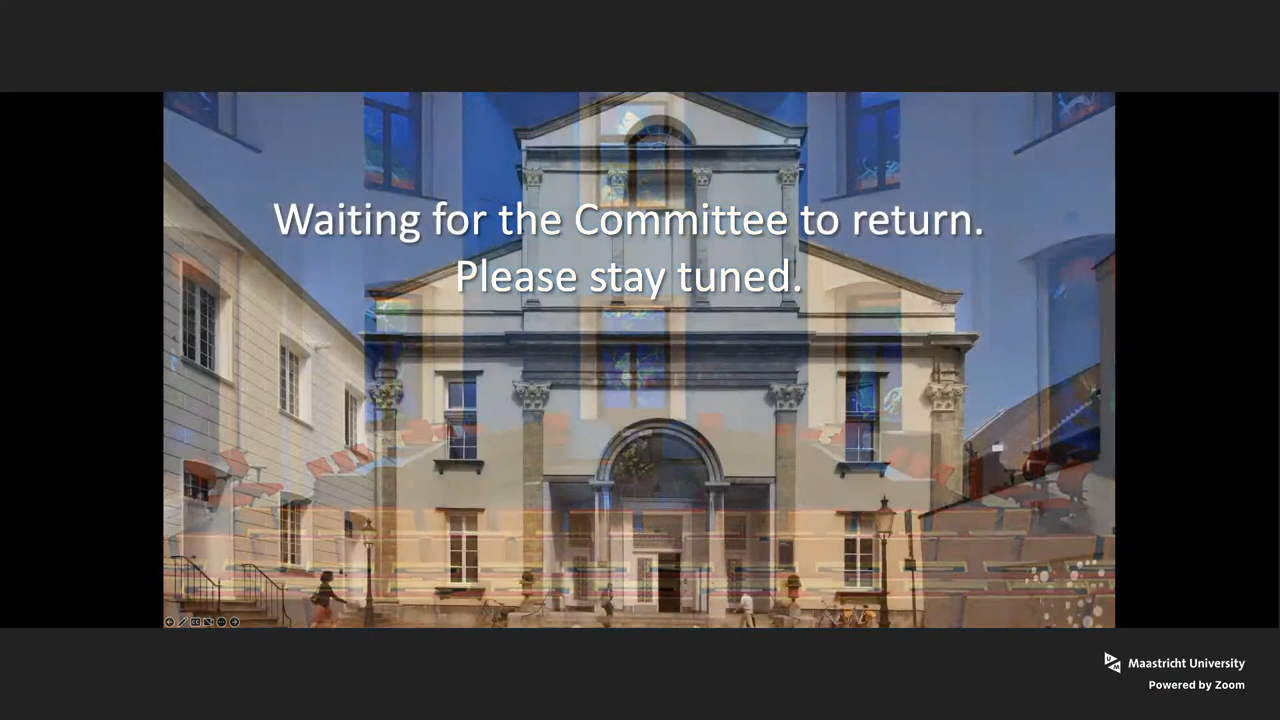 Waiting for the Committee to return.
Please stay tuned.
Maastricht University
Powered by Zoom